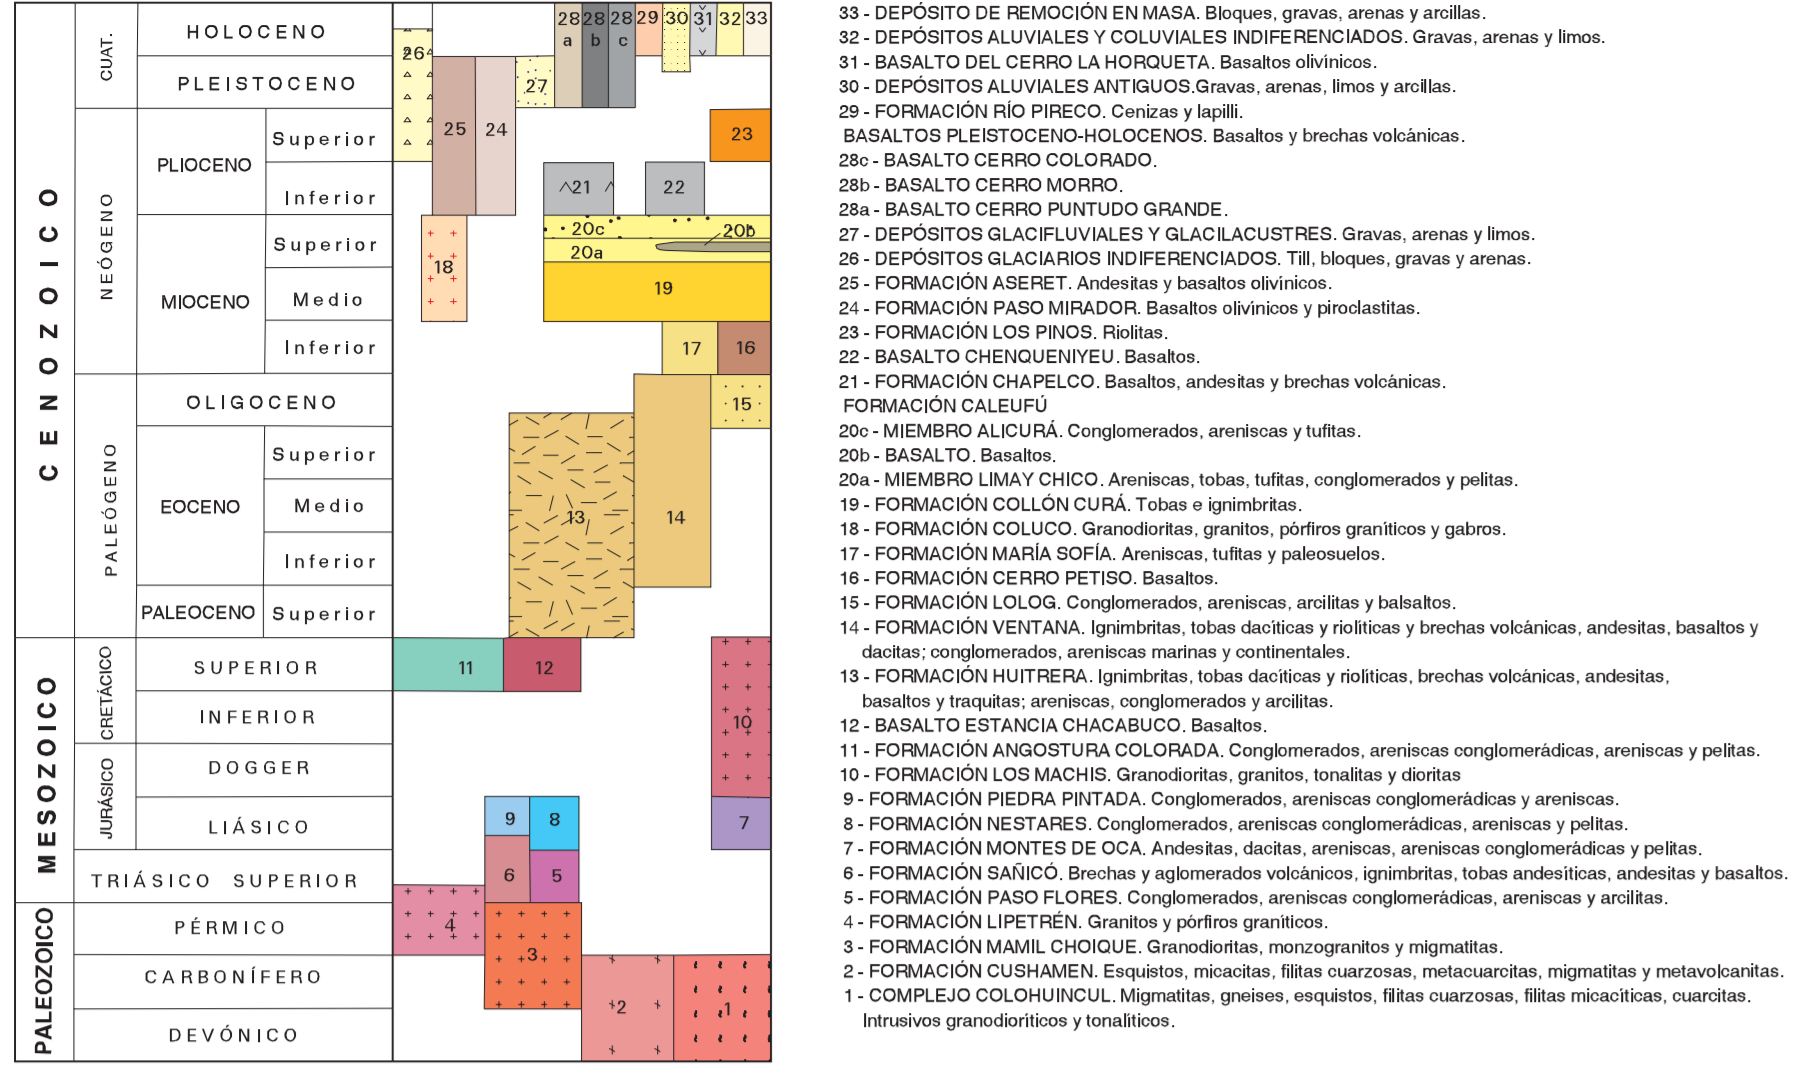 CENOZOICO
MESOZOICO
PALEOZOICO
CUAT.
NEÓGENO
PALEÓGENO
CRETÁCICO
JURÁSICO
HOLOCENO
PLEISTOCENO
PLIOCENO
Superior
Inferior
MIOCENO
Superior
Medio
Inferior
OLIGOCENO
EOCENO
Superior
Medio
Inferior
PALEOCENO
Superior
SUPERIOR
INFERIOR
DOGGER
LIÁSICO
TRIÁSICO SUPERIOR
PÉRMICO
CARBONÍFERO
DEVÓNICO
26
28 a
28 b
28 c
29
30
31
32
33
27
25
24
23
21
22
20c
20b
20a
18
19
17
16
15
13
14
11
12
10
9
8
7
6
5
4
3
2
1
33 - DEPÓSITO DE REMOCIÓN EN MASA. Bloques, gravas, arenas y arcillas.
32 - DEPÓSITOS ALUVIALES Y COLUVIALES INDIFERENCIADOS. Gravas, arenas y limos.
31 - BASALTO DEL CERRO LA HORQUETA. Basaltos olivínicos.
30 - DEPÓSITOS ALUVIALES ANTIGUOS.Gravas, arenas, limos y arcillas.
29 - FORMACIÓN RÍO PIRECO. Cenizas y lapilli.
BASALTOS PLEISTOCENO-HOLOCENOS. Basaltos y brechas volcánicas.
28c - BASALTO CERRO COLORADO.
28b - BASALTO CERRO MORRO.
28a - BASALTO CERRO PUNTUDO GRANDE.
27 - DEPÓSITOS GLACIFLUVIALES Y GLACILACUSTRES. Gravas, arenas y limos.
26 - DEPÓSITOS GLACIARIOS INDIFERENCIADOS. Till, bloques, gravas y arenas.
25 - FORMACIÓN ASERET. Andesitas y basaltos olivínicos.
24 - FORMACIÓN PASO MIRADOR. Basaltos olivínicos y piroclastitas.
23 - FORMACIÓN LOS PINOS. Riolitas.
22 - BASALTO CHENQUENIYEU. Basaltos.
21 - FORMACIÓN CHAPELCO. Basaltos, andesitas y brechas volcánicas.
FORMACIÓN CALEUFÚ
20c - MIEMBRO ALICURÁ. Conglomerados, areniscas y tufitas.
20b - BASALTO. Basaltos.
20a - MIEMBRO LIMAY CHICO. Areniscas, tobas, tufitas, conglomerados y pelitas.
19 - FORMACIÓN COLLÓN CURÁ. Tobas e ignimbritas.
18 - FORMACIÓN COLUCO. Granodioritas, granitos, pórfiros graníticos y gabros.
17 - FORMACIÓN MARÍA SOFÍA. Areniscas, tufitas y paleosuelos.
16 - FORMACIÓN CERRO PETISO. Basaltos.
15 - FORMACIÓN LOLOG. Conglomerados, areniscas, arcilitas y balsaltos.
14 - FORMACIÓN VENTANA. Ignimbritas, tobas dacíticas y riolíticas y brechas volcánicas, andesitas, basaltos y
dacitas; conglomerados, areniscas marinas y continentales.
13 - FORMACIÓN HUITRERA. Ignimbritas, tobas dacíticas y riolíticas, brechas volcánicas, andesitas,
basaltos y traquitas; areniscas, conglomerados y arcilitas.
12 - BASALTO ESTANCIA CHACABUCO. Basaltos.
11 - FORMACIÓN ANGOSTURA COLORADA. Conglomerados, areniscas conglomerádicas, areniscas y pelitas.
10 - FORMACIÓN LOS MACHIS. Granodioritas, granitos, tonalitas y dioritas
9 - FORMACIÓN PIEDRA PINTADA. Conglomerados, areniscas conglomerádicas y areniscas.
8 - FORMACIÓN NESTARES. Conglomerados, areniscas conglomerádicas, areniscas y pelitas.
7 - FORMACIÓN MONTES DE OCA. Andesitas, dacitas, areniscas, areniscas conglomerádicas y pelitas.
6 - FORMACIÓN SAÑICÓ. Brechas y aglomerados volcánicos, ignimbritas, tobas andesíticas, andesitas y basaltos.
5 - FORMACIÓN PASO FLORES. Conglomerados, areniscas conglomerádicas, areniscas y arcilitas.
4 - FORMACIÓN LIPETRÉN. Granitos y pórfiros graníticos.
3 - FORMACIÓN MAMIL CHOIQUE. Granodioritas, monzogranitos y migmatitas.
2 - FORMACIÓN CUSHAMEN. Esquistos, micacitas, filitas cuarzosas, metacuarcitas, migmatitas y metavolcanitas.
1 - COMPLEJO COLOHUINCUL. Migmatitas, gneises, esquistos, filitas cuarzosas, filitas micacíticas, cuarcitas.
Intrusivos granodioríticos y tonalíticos.